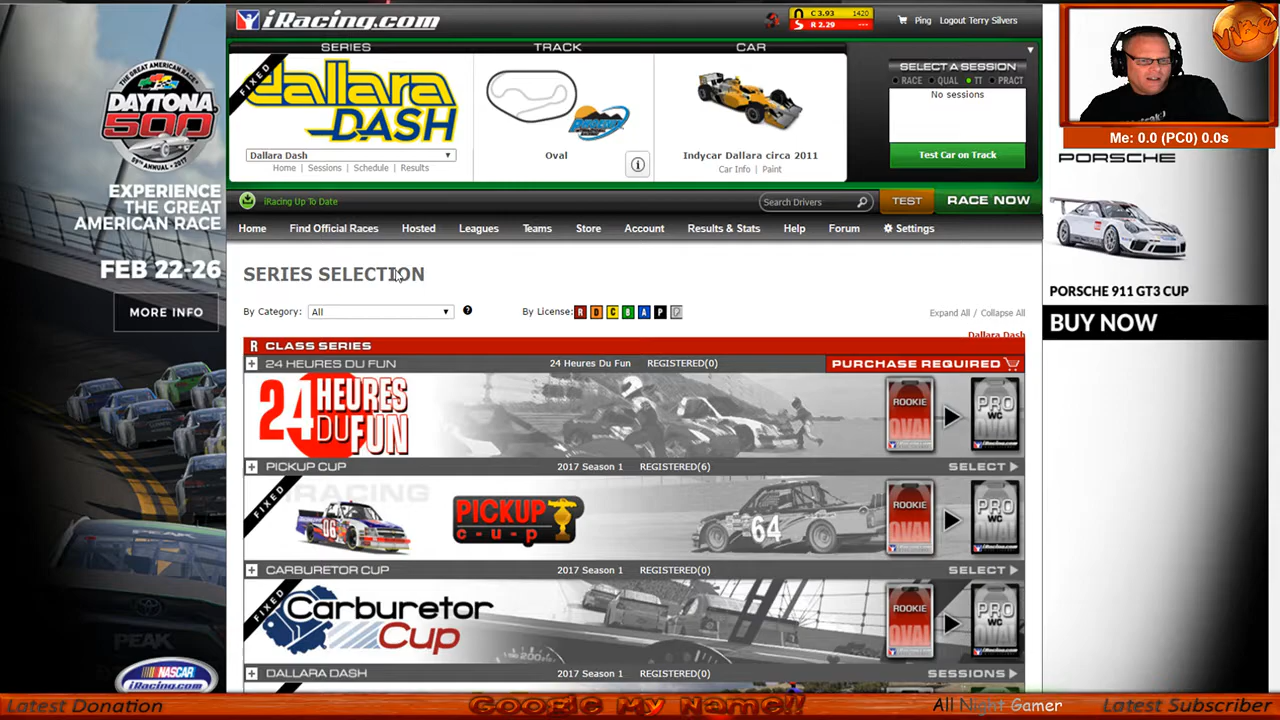 iRacing.com
C 3.93 1420
R 2.29
Ping Logout Terry Silvers
SERIES TRACK CAR
FIXED
dallara DASH
Dallara Dash
Home Sessions Schedule Results
Oval
Indycar Dallara circa 2011
Car Info Paint
SELECT A SESSION
RACE QUAL TT PRACT
No sessions
Test Car on Track
Vibe
Me: 0.0 (PC0) 0.0s
THE GREAT AMERICAN RACE
DAYTONA 500
59TH ANNUAL • 2017
EXPERIENCE
THE GREAT
AMERICAN RACE
FEB 22-26
MORE INFO
iRacing Up To Date
Search Drivers
TEST
RACE NOW
Home Find Official Races Hosted Leagues Teams Store Account Results & Stats Help Forum Settings
SERIES SELECTION
By Category: All
By License: R D C B A P P
Expand All / Collapse All
Dallara Dash
R CLASS SERIES
24 HEURES DU FUN 24 Heures Du Fun REGISTERED(0) PURCHASE REQUIRED
24 HEURES DU FUN
ROOKIE OVAL PRO WC OVAL
PICKUP CUP 2017 Season 1 REGISTERED(6) SELECT
FIXED
06
PICKUP
c-u-p
64
ROOKIE OVAL PRO WC OVAL
CARBURETOR CUP 2017 Season 1 REGISTERED(0) SELECT
FIXED
Carburetor
Cup
ROOKIE OVAL PRO WC OVAL
DALLARA DASH 2017 Season 1 REGISTERED(0) SESSIONS
PORSCHE
PORSCHE 911 GT3 CUP
BUY NOW
PEAK
NASCAR
iRacing.com
Latest Donation
Google My Name!!
All Night Gamer
Latest Subscriber